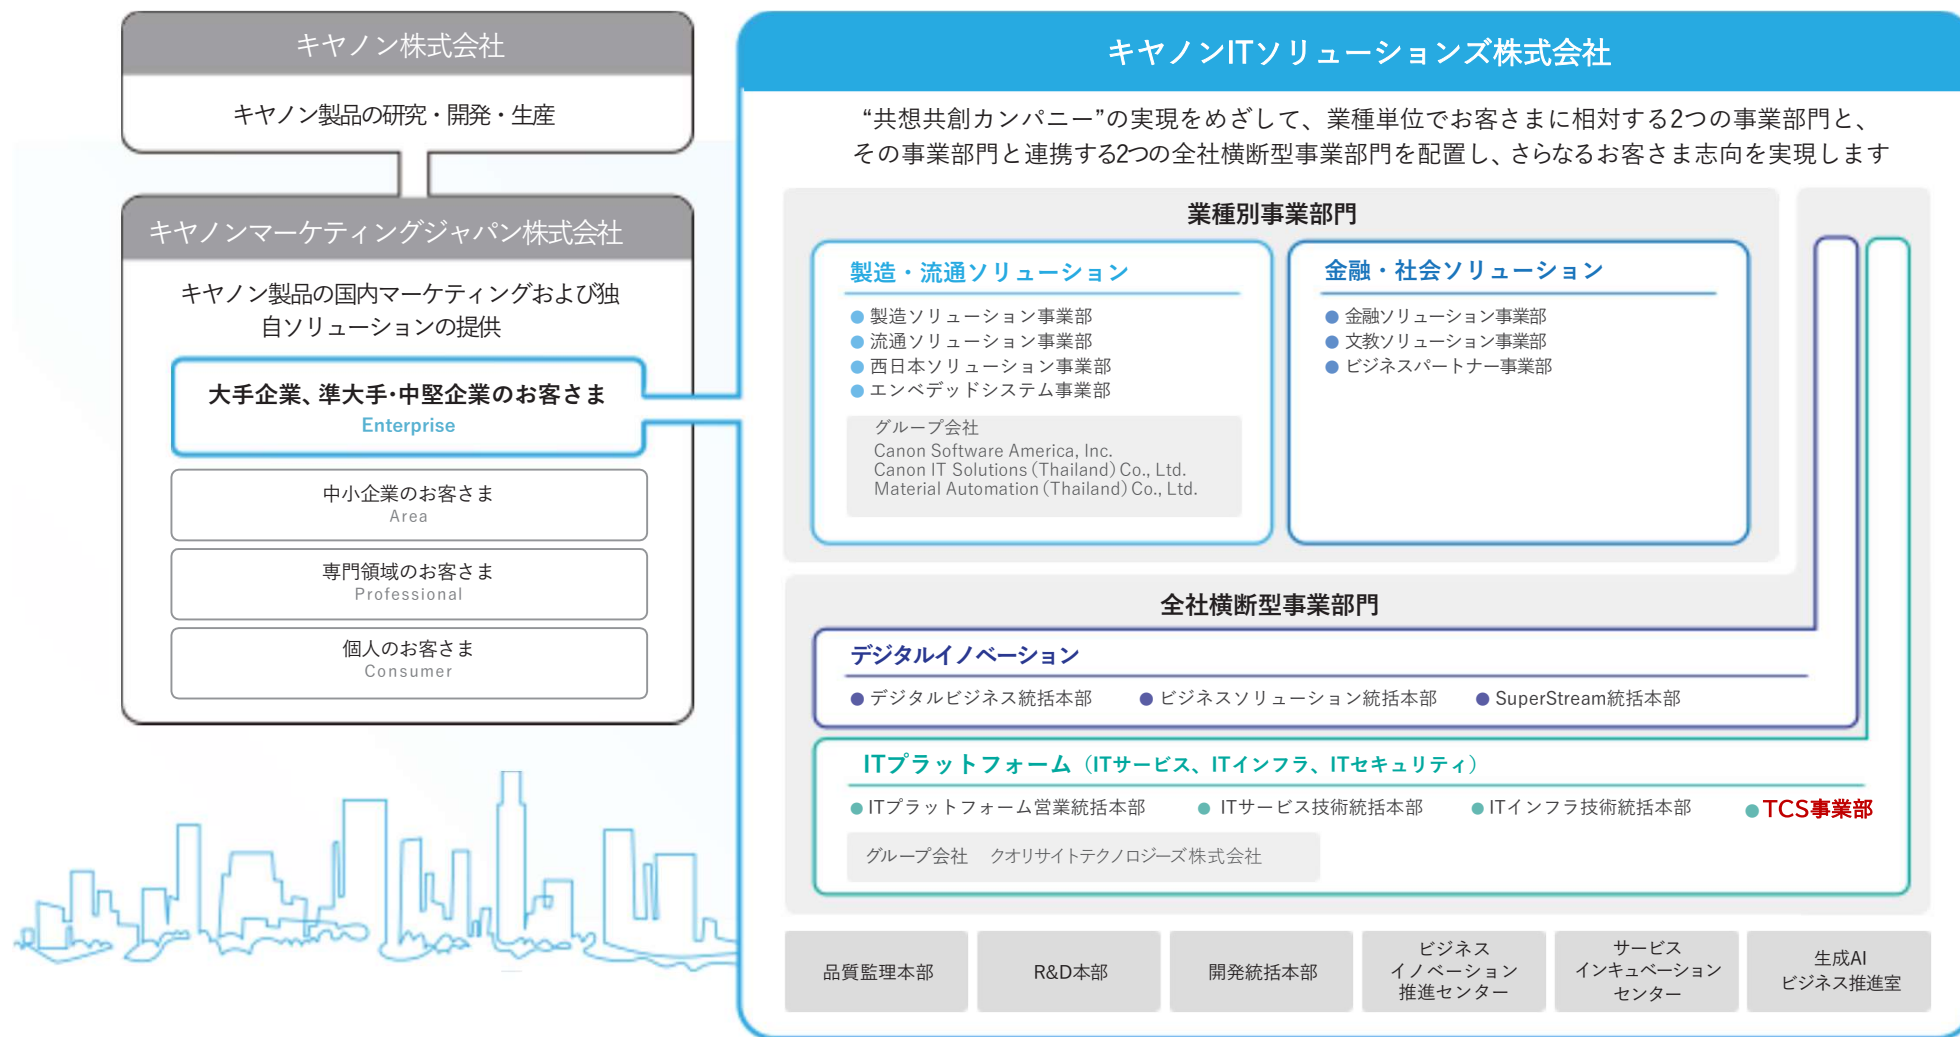 キヤノン株式会社
キヤノン製品の研究・開発・生産
キヤノンマーケティングジャパン株式会社
キヤノン製品の国内マーケティングおよび独
自ソリューションの提供
大手企業、準大手・中堅企業のお客さま
Enterprise
中小企業のお客さま
Area
専門領域のお客さま
Professional
個人のお客さま
Consumer
キヤノンITソリューションズ株式会社
“共想共創カンパニー”の実現をめざして、業種単位でお客さまに相対する2つの事業部門と、
その事業部門と連携する2つの全社横断型事業部門を配置し、さらなるお客さま志向を実現します
業種別事業部門
製造・流通ソリューション
● 製造ソリューション事業部
● 流通ソリューション事業部
● 西日本ソリューション事業部
● エンベデッドシステム事業部
グループ会社
Canon Software America, Inc.
Canon IT Solutions (Thailand) Co., Ltd.
Material Automation (Thailand) Co., Ltd.
金融・社会ソリューション
● 金融ソリューション事業部
● 文教ソリューション事業部
● ビジネスパートナー事業部
全社横断型事業部門
デジタルイノベーション
● デジタルビジネス統括本部 ● ビジネスソリューション統括本部 ● SuperStream統括本部
ITプラットフォーム（ITサービス、ITインフラ、ITセキュリティ）
● ITプラットフォーム営業統括本部 ● ITサービス技術統括本部 ● ITインフラ技術統括本部 ● TCS事業部
グループ会社 クオリサイトテクノロジーズ株式会社
品質監理本部
R&D本部
開発統括本部
ビジネス
イノベーション
推進センター
サービス
インキュベーション
センター
生成AI
ビジネス推進室